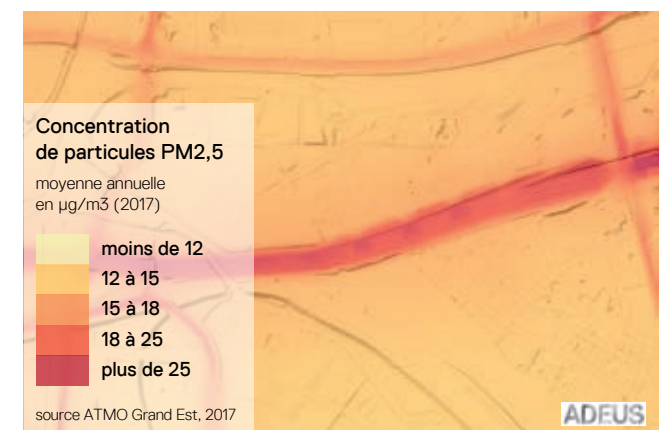 Concentration
de particules PM2,5
moyenne annuelle
en µg/m3 (2017)
moins de 12
12 à 15
15 à 18
18 à 25
plus de 25
source ATMO Grand Est, 2017
ADEUS